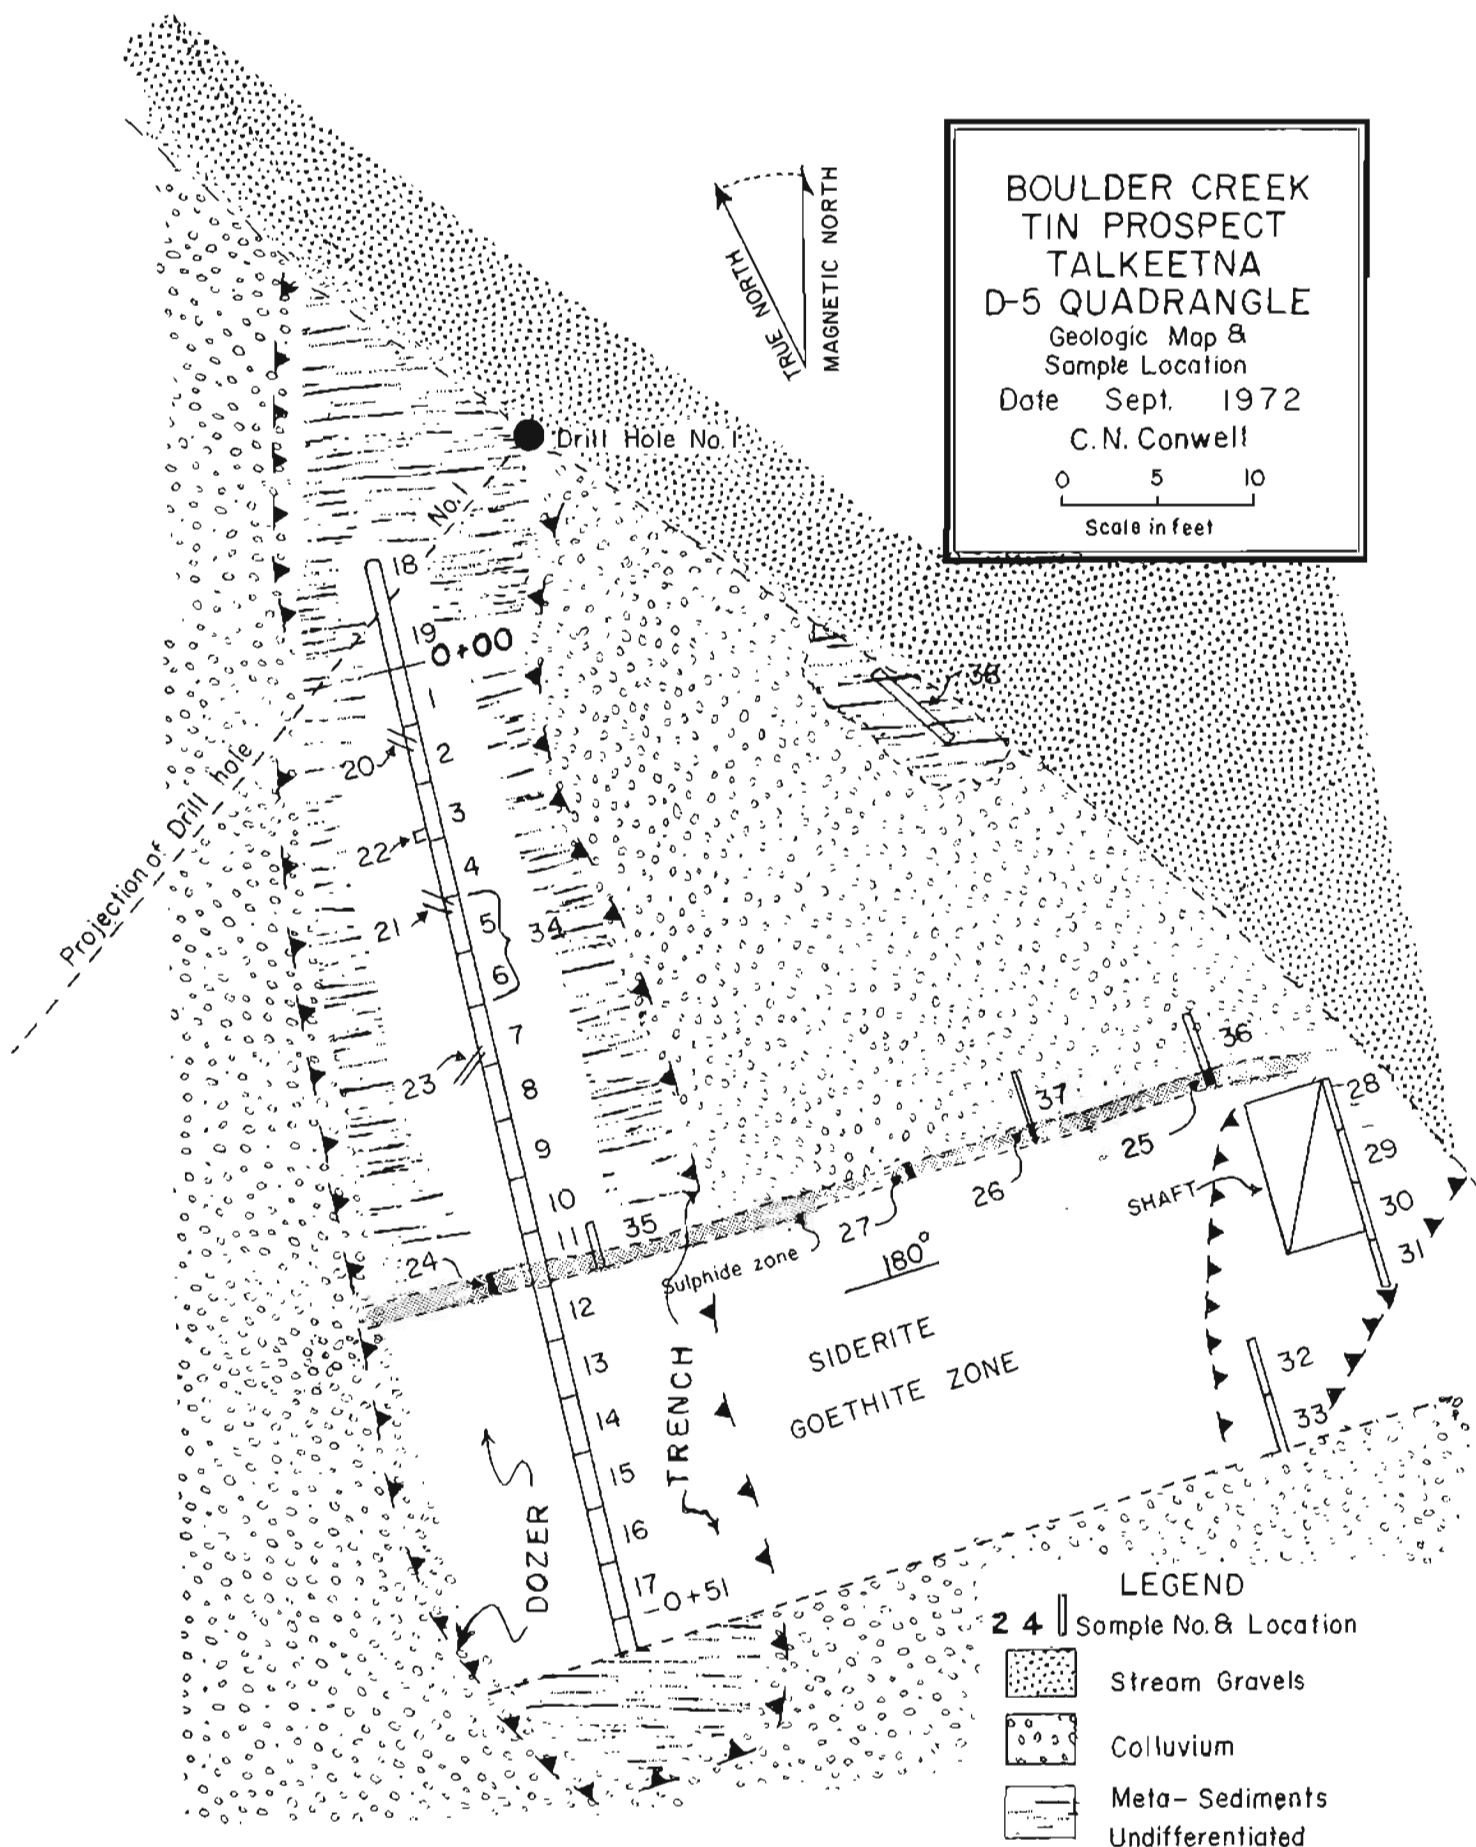 BOULDER CREEK
TIN PROSPECT
TALKEETNA
D-5 QUADRANGLE
Geologic Map &
Sample Location
Date Sept. 1972
C.N. Conwell
0 5 10
Scale in feet
TRUE NORTH
MAGNETIC NORTH
Drill Hole No. 1
No. 1
18
19
0+00
1
38
2
20
Projection of Drill hole
3
22
4
21
5
34
6
7
36
23
37
28
8
25
29
9
26
SHAFT
30
10
11
35
27
31
24
Sulphide zone
180°
12
SIDERITE
32
13
GOETHITE ZONE
33
14
TRENCH
15
16
DOZER
17
0+51
LEGEND
24 Sample No. & Location
Stream Gravels
Colluvium
Meta-Sediments
Undifferentiated